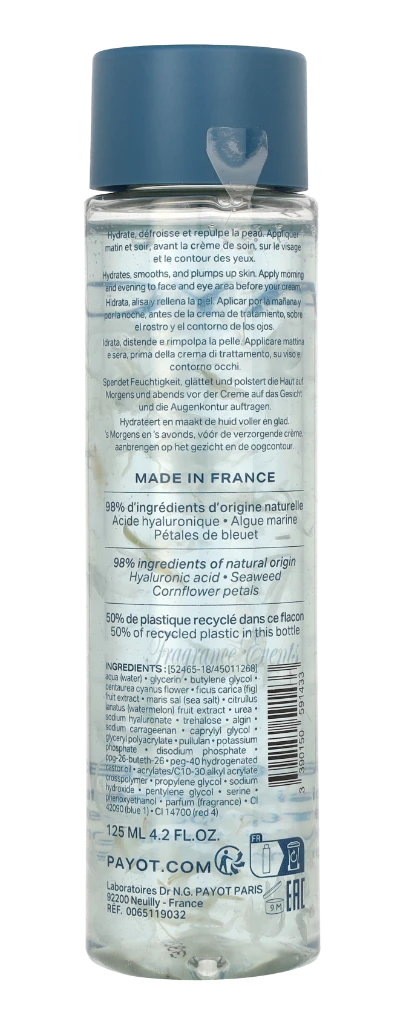 Hydrate, défroisse et repulpe la peau. Appliquer
matin et soir, avant la crème de soin, sur le visage
et le contour des yeux.
Hydrates, smooths, and plumps up skin. Apply morning
and evening to face and eye area before your cream.
Hidrata, alisa y rellena la piel. Aplicar por la mañana y
por la noche, antes de la crema de tratamiento, sobre
el rostro y el contorno de los ojos.
Idrata, distende e rimpolpa la pelle. Applicare mattina
e sera, prima della crema di trattamento, su viso e
contorno occhi.
Spendet Feuchtigkeit, glättet und polstert die Haut auf.
Morgens und abends vor der Creme auf das Gesicht
und die Augenkontur auftragen.
Hydrateert en maakt de huid voller en glad.
's Morgens en 's avonds, vóór de verzorgende crème,
aanbrengen op het gezicht en de oogcontour.
MADE IN FRANCE
98% d'ingrédients d'origine naturelle
Acide hyaluronique • Algue marine
Pétales de bleuet
98% ingredients of natural origin
Hyaluronic acid • Seaweed
Cornflower petals
50% de plastique recyclé dans ce flacon
50% of recycled plastic in this bottle
Fragrance Events
INGREDIENTS : [52465-18/45011268]
aqua (water) • glycerin • butylene glycol •
centaurea cyanus flower • ficus carica (fig)
fruit extract • maris sal (sea salt) • citrullus
lanatus (watermelon) fruit extract • urea •
sodium hyaluronate • trehalose • algin •
sodium carrageenan • caprylyl glycol •
glyceryl polyacrylate • pullulan • potassium
phosphate • disodium phosphate •
ppg-26-buteth-26 • peg-40 hydrogenated
castor oil • acrylates/C10-30 alkyl acrylate
crosspolymer • propylene glycol • sodium
hydroxide • pentylene glycol • serine •
phenoxyethanol • parfum (fragrance) • CI
42090 (blue 1) • CI 14700 (red 4)
3 390150 591433
125 ML 4.2 FL.OZ.
PAYOT.COM
FR
Laboratoires Dr N.G. PAYOT PARIS
92200 Neuilly - France
RÉF. 0065119032
9 M
EAC